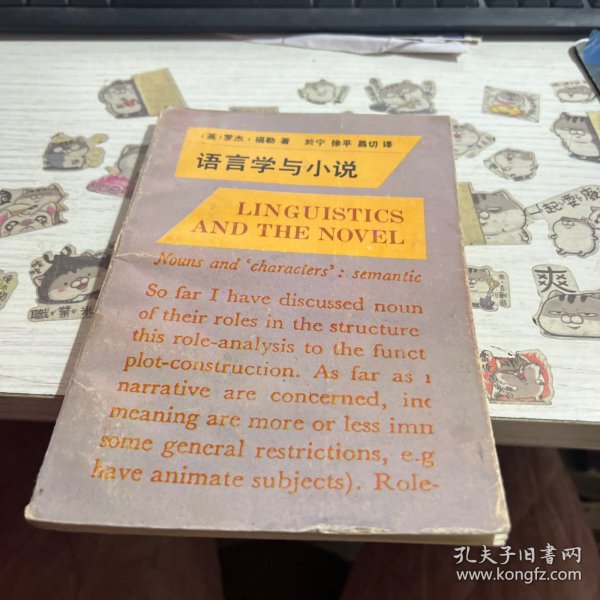 (英)罗杰·福勒 著 於宁 徐平 昌切 译
语言学与小说
LINGUISTICS
AND THE NOVEL
Nouns and 'characters': semantic
So far I have discussed noun
of their roles in the structure
this role-analysis to the funct
plot-construction. As far as
narrative are concerned, inc
meaning are more or less imm
some general restrictions, e.g
have animate subjects). Role-
爽
孔夫子旧书网
www.kongfz.com